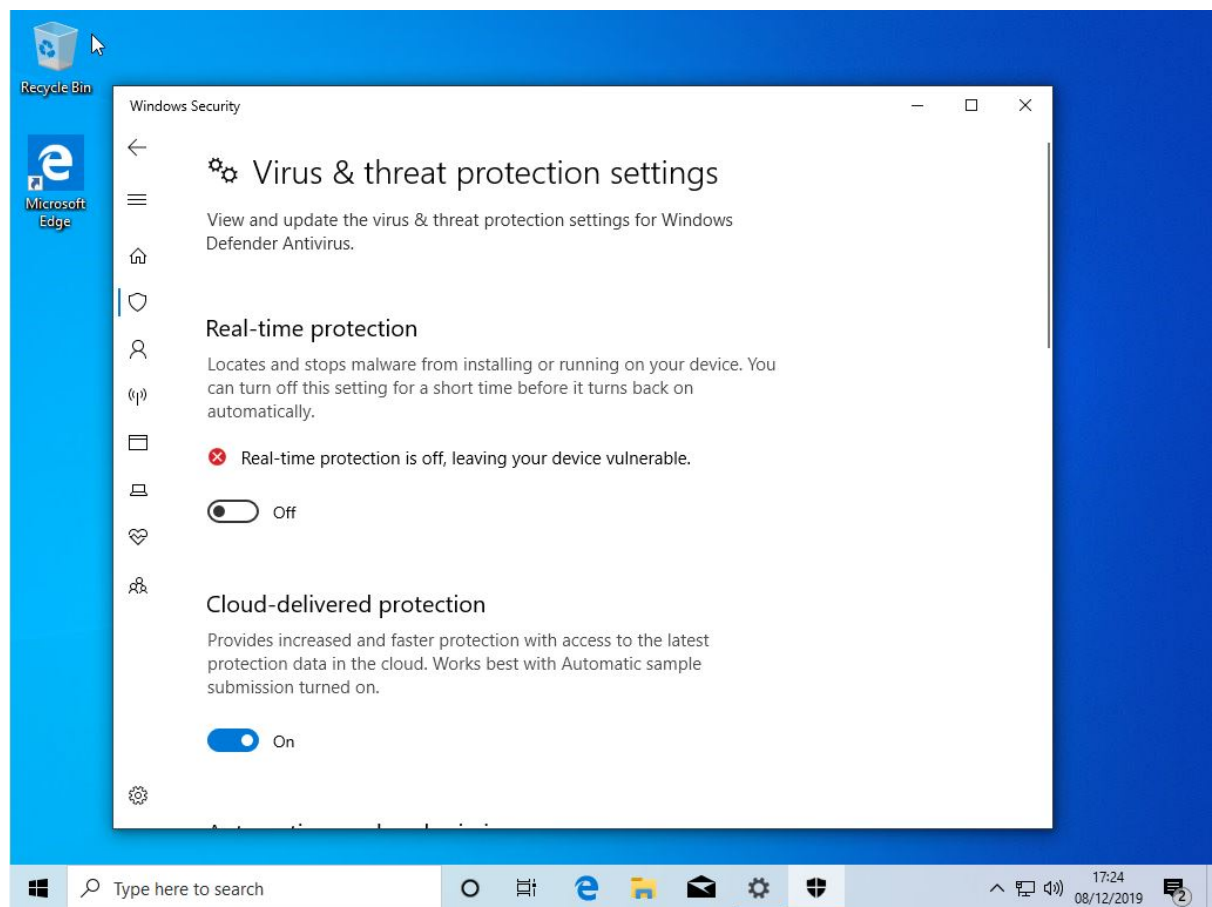 Recycle Bin
Microsoft
Edge
Windows Security
Virus & threat protection settings
View and update the virus & threat protection settings for Windows
Defender Antivirus.
Real-time protection
Locates and stops malware from installing or running on your device. You
can turn off this setting for a short time before it turns back on
automatically.
Real-time protection is off, leaving your device vulnerable.
Off
Cloud-delivered protection
Provides increased and faster protection with access to the latest
protection data in the cloud. Works best with Automatic sample
submission turned on.
On
Type here to search
17:24
08/12/2019
2